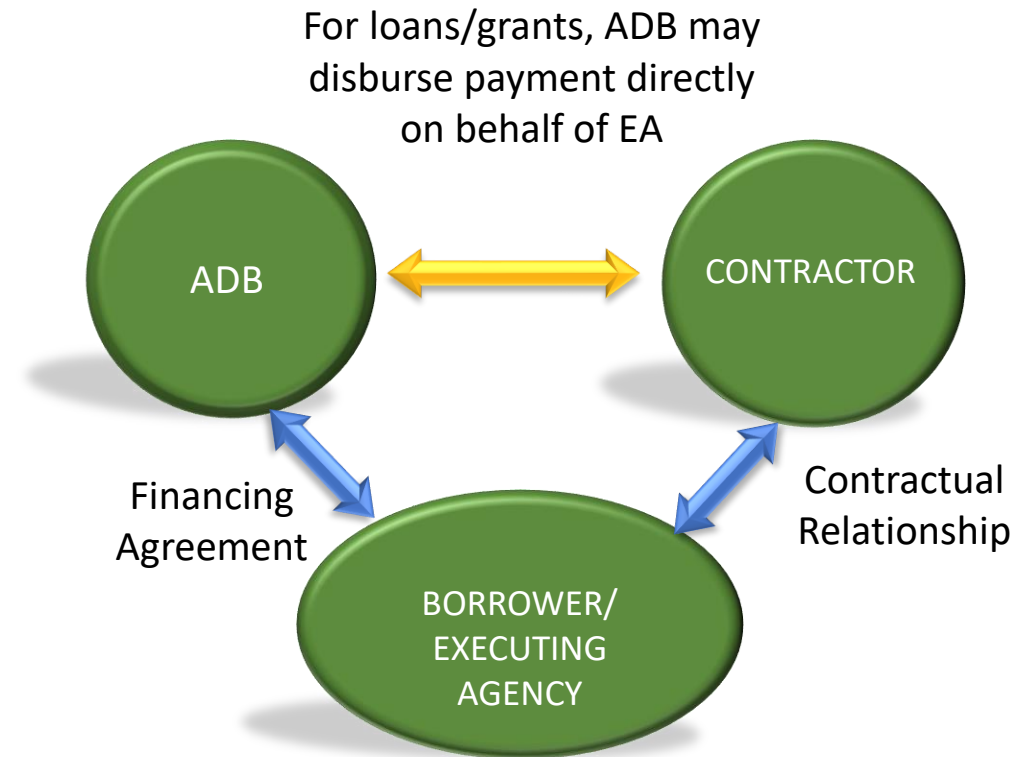 For loans/grants, ADB may
disburse payment directly
on behalf of EA
ADB
CONTRACTOR
Financing
Agreement
Contractual
Relationship
BORROWER/
EXECUTING
AGENCY